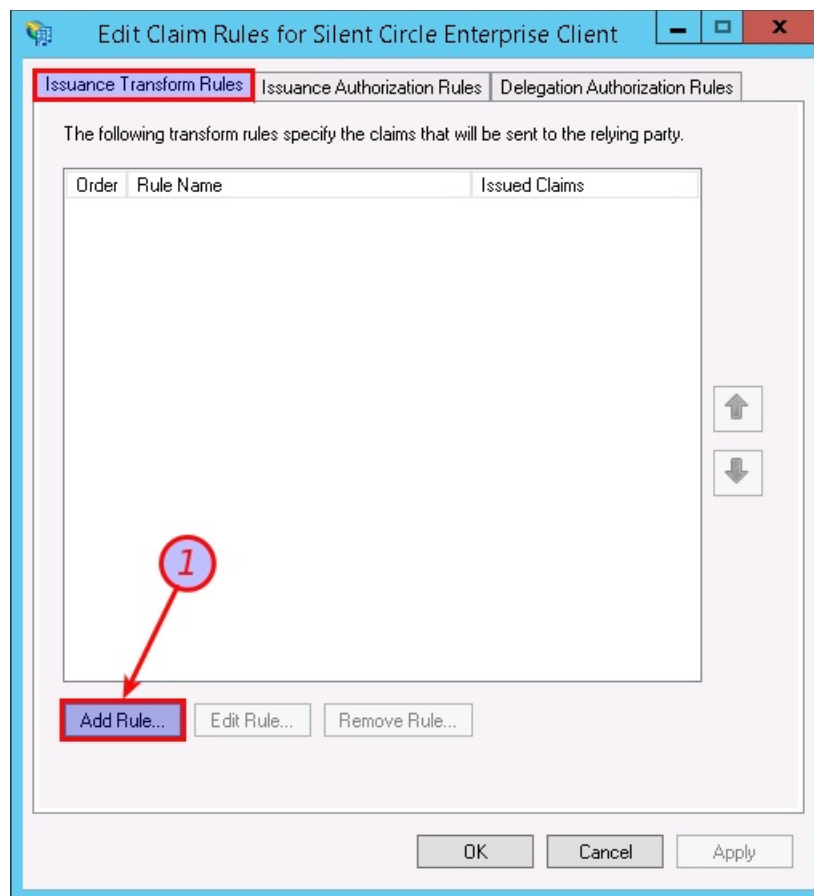 Edit Claim Rules for Silent Circle Enterprise Client
Issuance Transform Rules Issuance Authorization Rules Delegation Authorization Rules
The following transform rules specify the claims that will be sent to the relying party.
Order Rule Name Issued Claims
1
Add Rule... Edit Rule... Remove Rule...
OK Cancel Apply